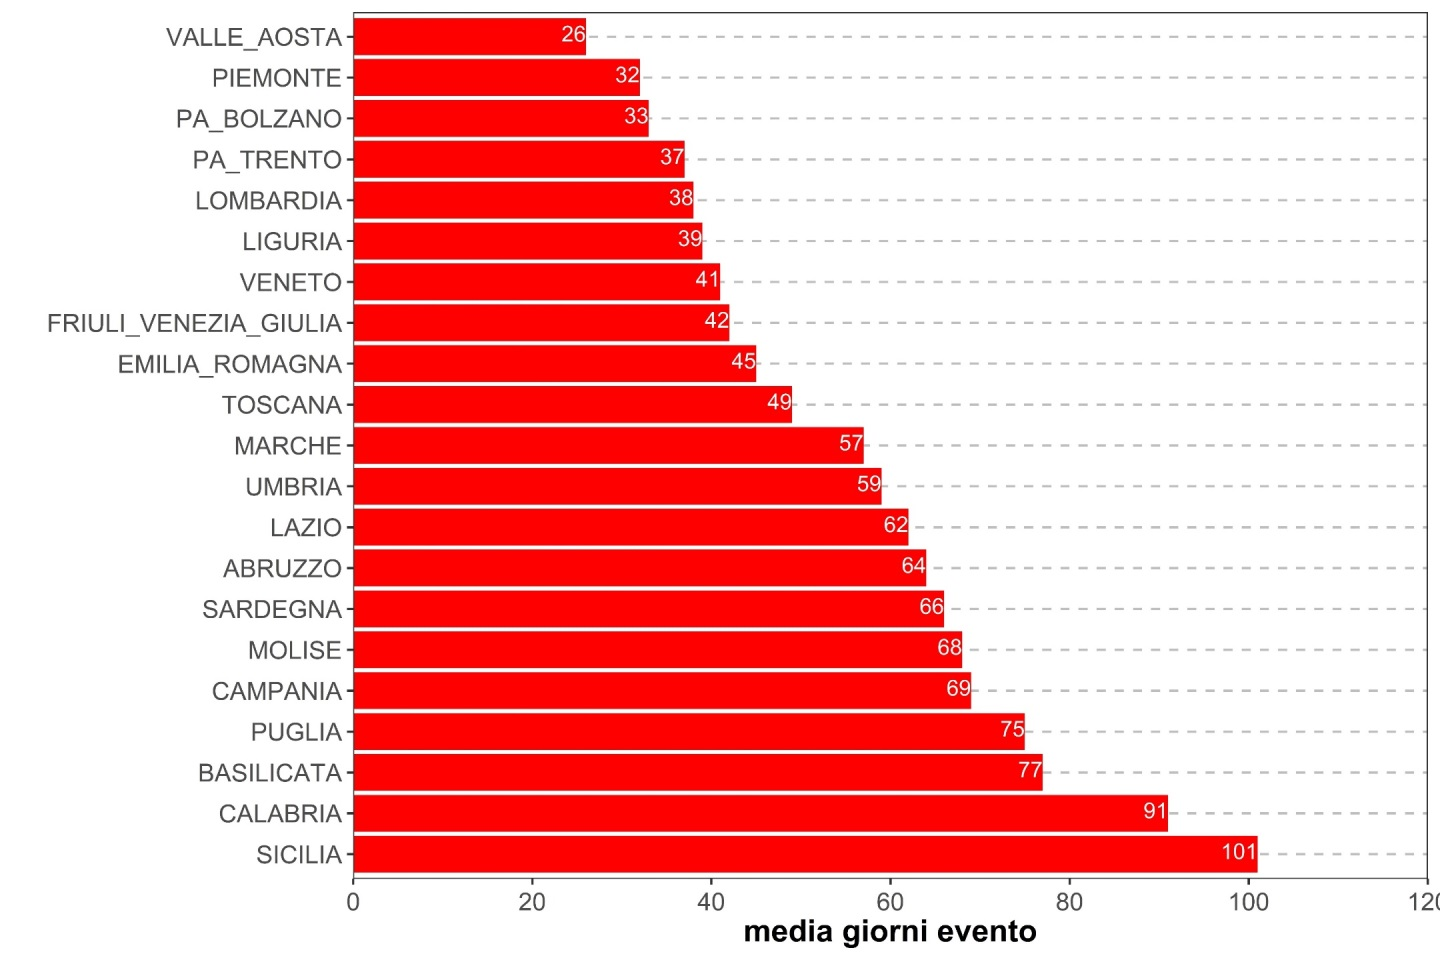 VALLE_AOSTA 26
PIEMONTE 32
PA_BOLZANO 33
PA_TRENTO 37
LOMBARDIA 38
LIGURIA 39
VENETO 41
FRIULI_VENEZIA_GIULIA 42
EMILIA_ROMAGNA 45
TOSCANA 49
MARCHE 57
UMBRIA 59
LAZIO 62
ABRUZZO 64
SARDEGNA 66
MOLISE 68
CAMPANIA 69
PUGLIA 75
BASILICATA 77
CALABRIA 91
SICILIA 101
0 20 40 60 80 100 120
media giorni evento